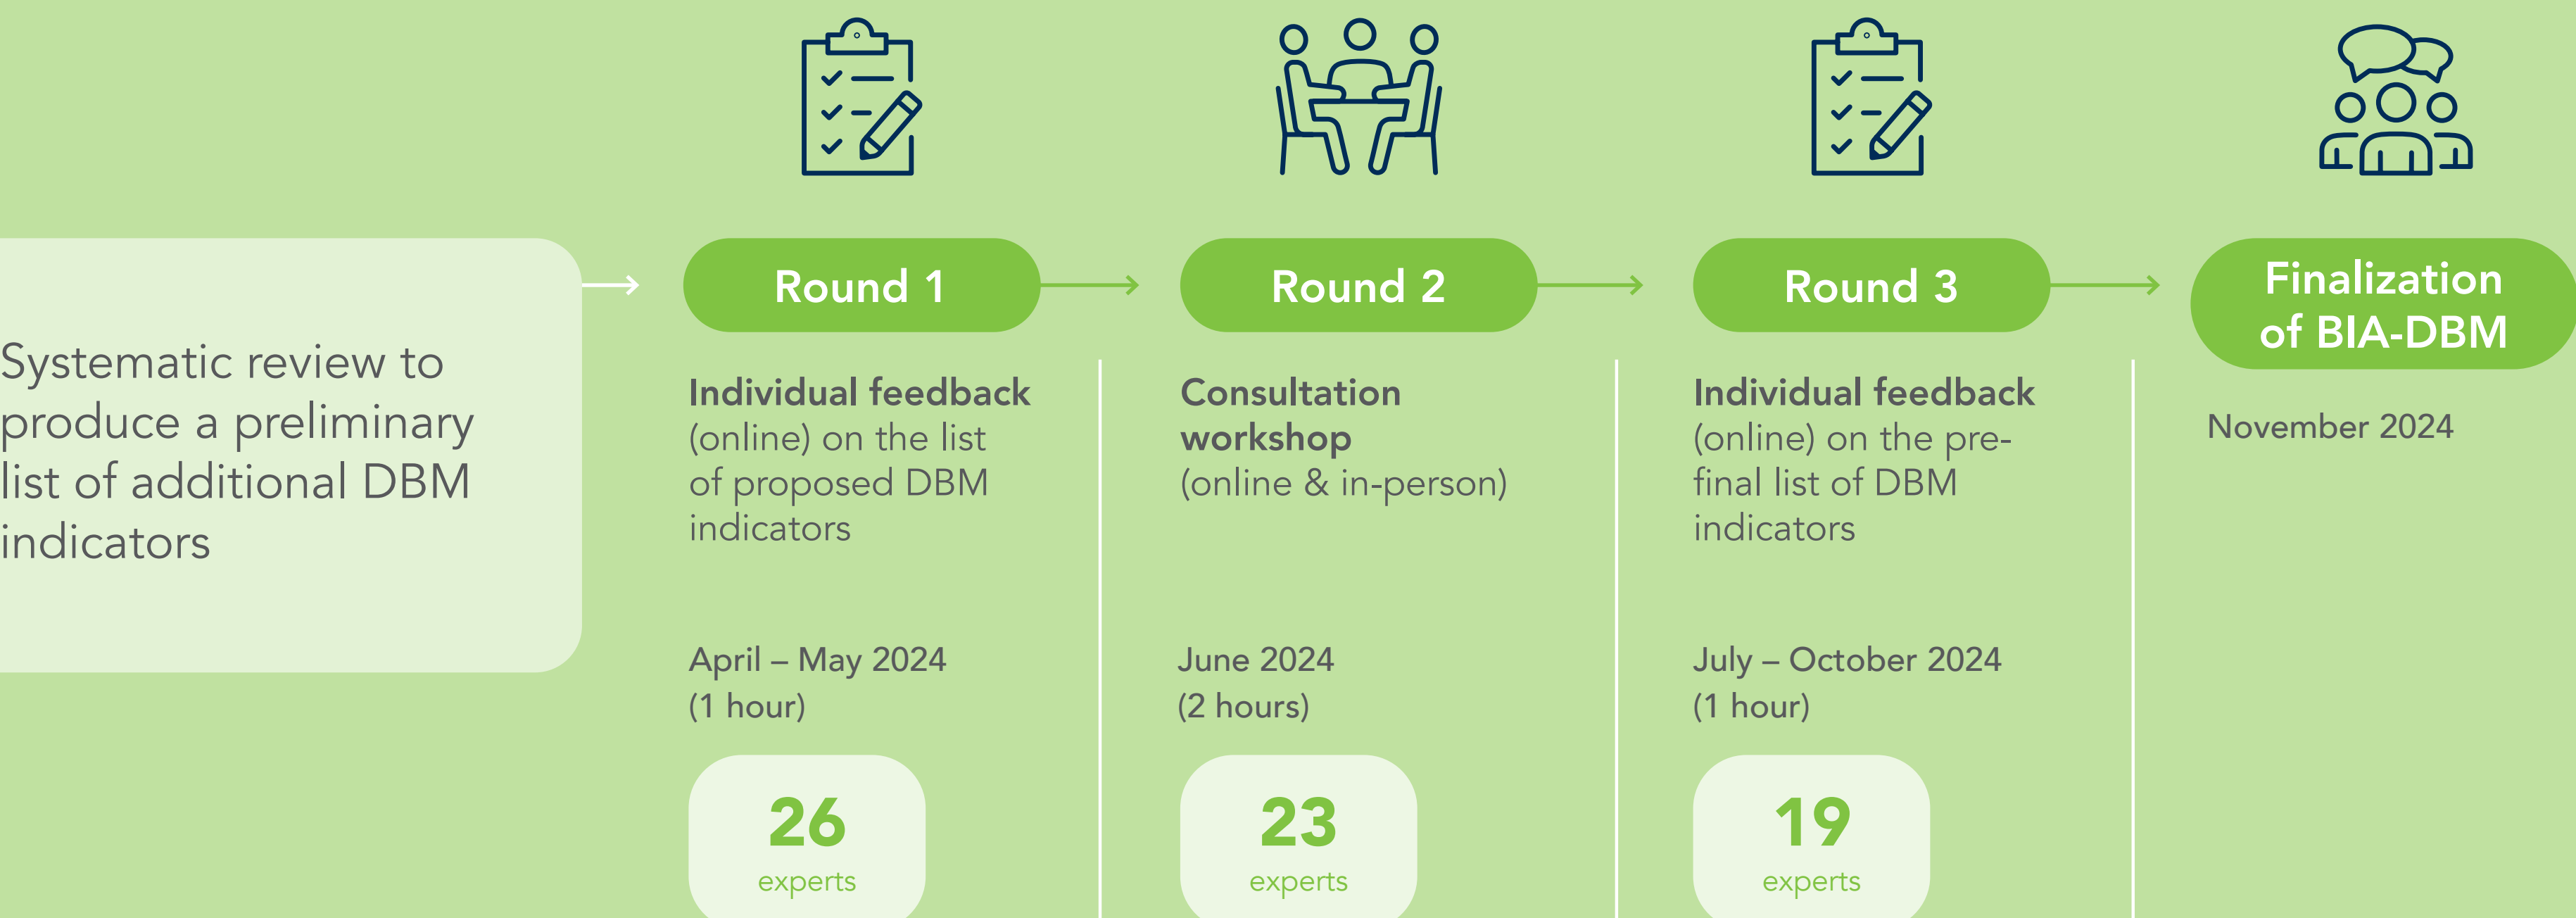 Systematic review to
produce a preliminary
list of additional DBM
indicators
Round 1
Individual feedback
(online) on the list
of proposed DBM
indicators
April – May 2024
(1 hour)
26
experts
Round 2
Consultation
workshop
(online & in-person)
June 2024
(2 hours)
23
experts
Round 3
Individual feedback
(online) on the pre-
final list of DBM
indicators
July – October 2024
(1 hour)
19
experts
Finalization
of BIA-DBM
November 2024